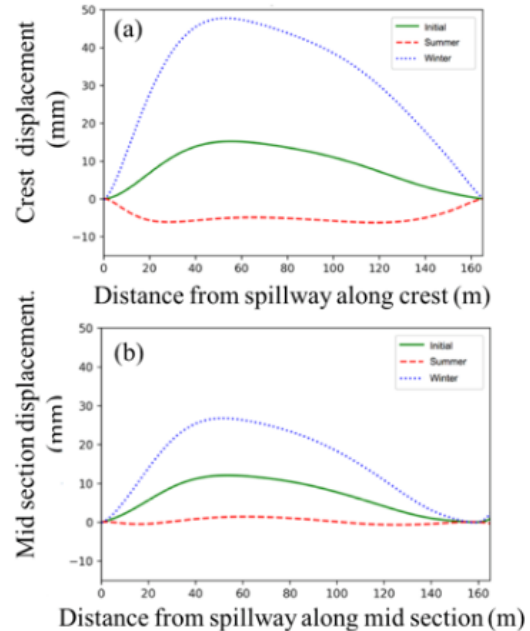 (a)
Crest displacement
(mm)
50
40
30
20
10
0
−10
Initial
Summer
Winter
0 20 40 60 80 100 120 140 160
Distance from spillway along crest (m)
(b)
Mid section displacement.
(mm)
50
40
30
20
10
0
−10
Initial
Summer
Winter
0 20 40 60 80 100 120 140 160
Distance from spillway along mid section (m)